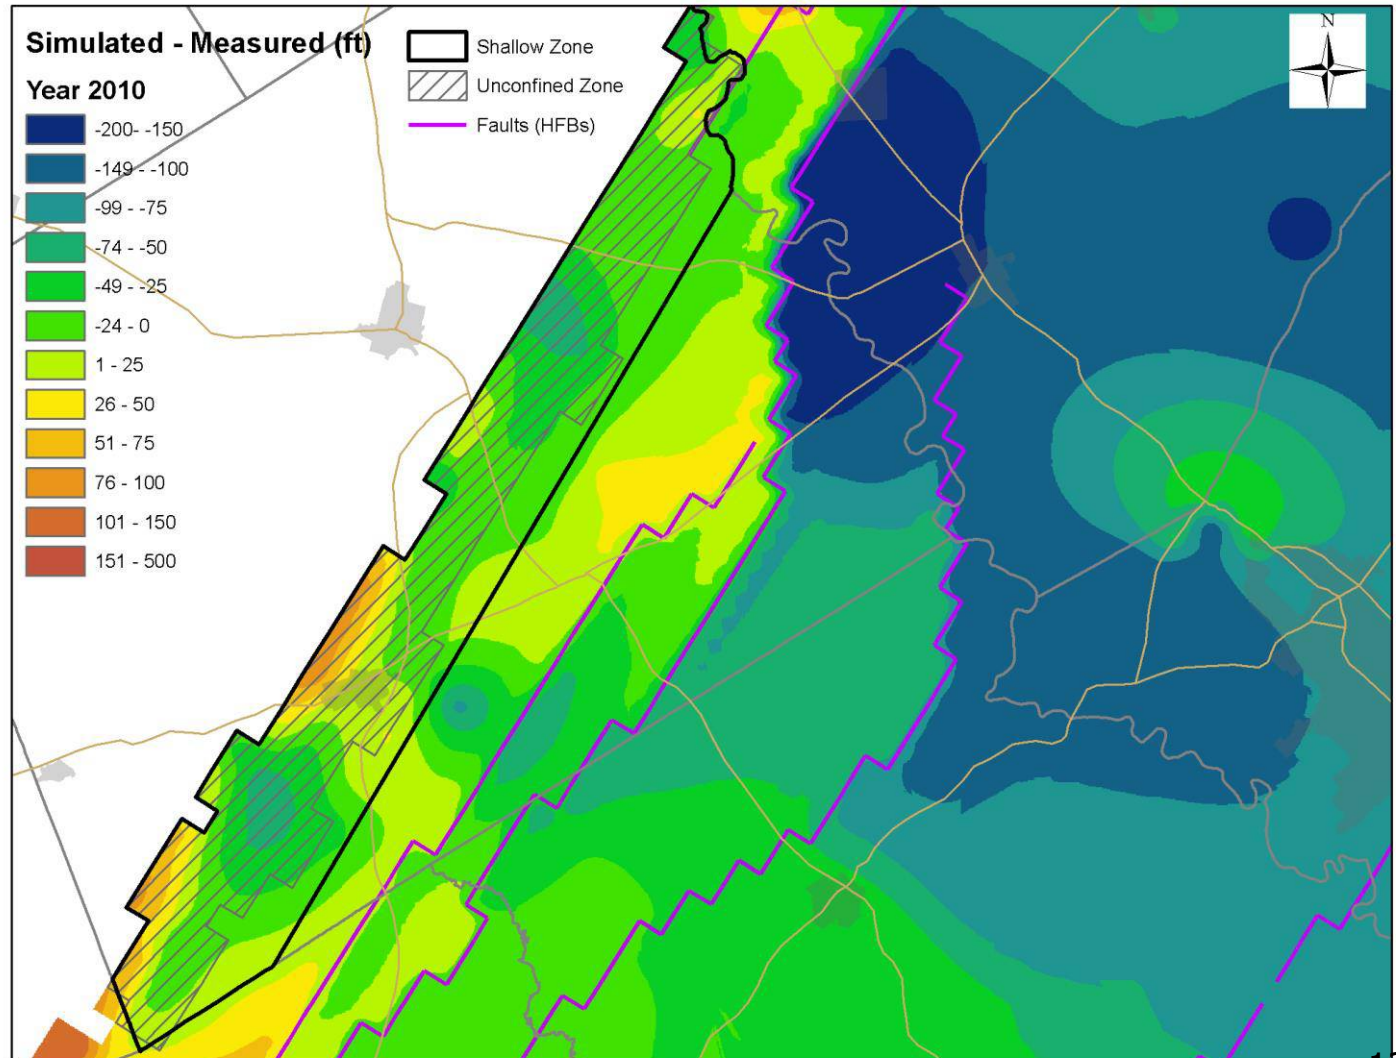 Simulated - Measured (ft)
Year 2010
-200- -150
-149 - -100
-99 - -75
-74 - -50
-49 - -25
-24 - 0
1 - 25
26 - 50
51 - 75
76 - 100
101 - 150
151 - 500
Shallow Zone
Unconfined Zone
Faults (HFBs)
N